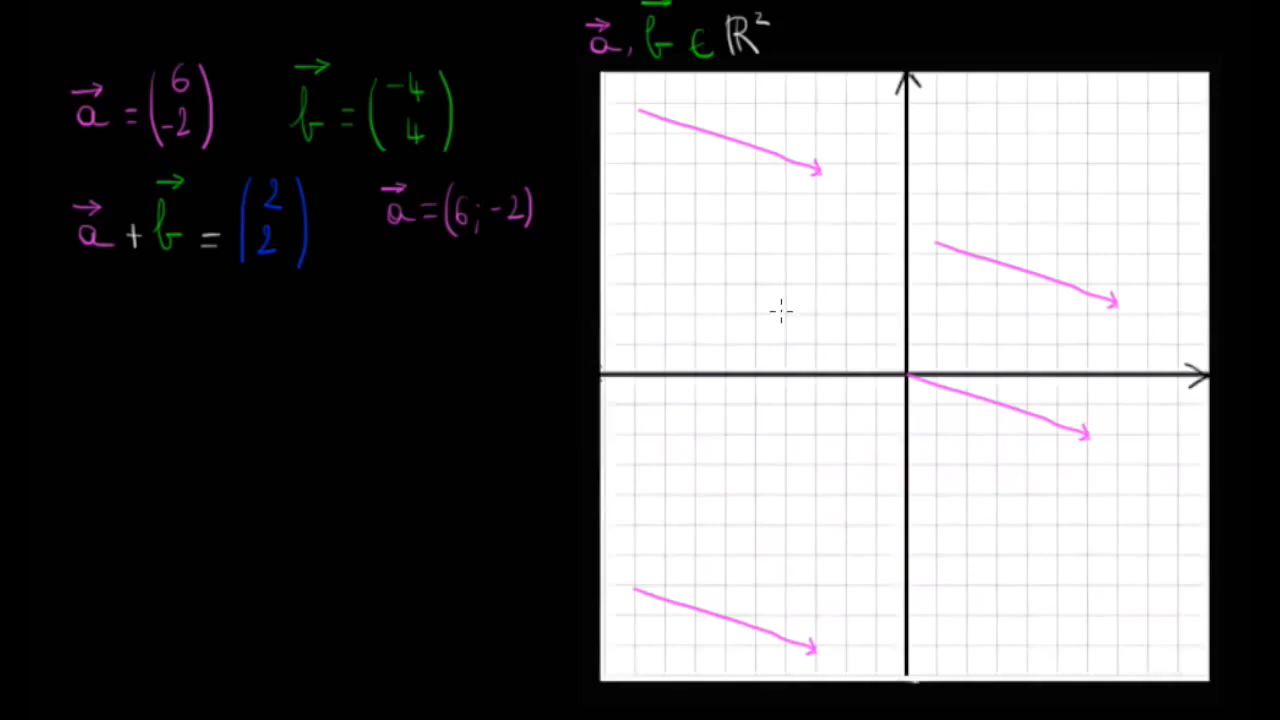 a⃗, b⃗ ∈ ℝ²
a⃗ = (6 -2) b⃗ = (-4 4)
a⃗ + b⃗ = (2 2) a⃗ = (6; -2)